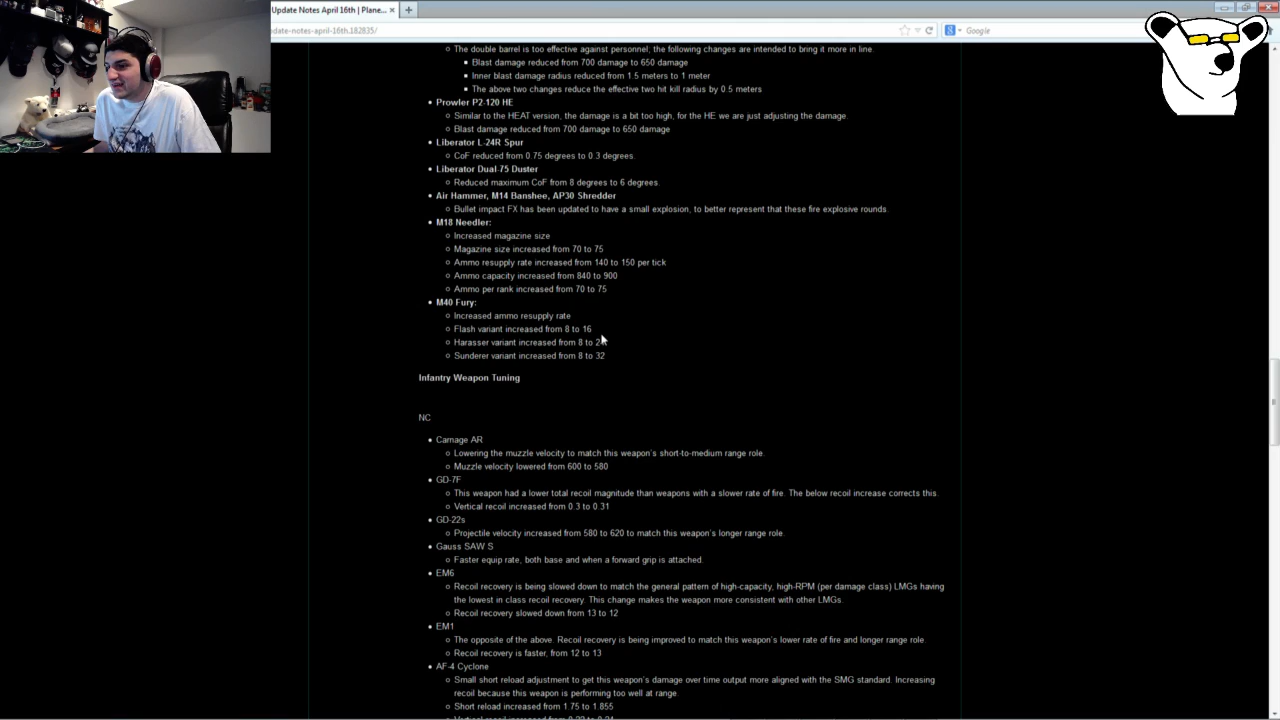 Update Notes April 16th | Plane...
date-notes-april-16th.182835/
Google
The double barrel is too effective against personnel; the following changes are intended to bring it more in line.
Blast damage reduced from 700 damage to 650 damage
Inner blast damage radius reduced from 1.5 meters to 1 meter
The above two changes reduce the effective two hit kill radius by 0.5 meters
Prowler P2-120 HE
Similar to the HEAT version, the damage is a bit too high, for the HE we are just adjusting the damage.
Blast damage reduced from 700 damage to 650 damage
Liberator L-24R Spur
CoF reduced from 0.75 degrees to 0.3 degrees.
Liberator Dual-75 Duster
Reduced maximum CoF from 8 degrees to 6 degrees.
Air Hammer, M14 Banshee, AP30 Shredder
Bullet impact FX has been updated to have a small explosion, to better represent that these fire explosive rounds.
M18 Needler:
Increased magazine size
Magazine size increased from 70 to 75
Ammo resupply rate increased from 140 to 150 per tick
Ammo capacity increased from 840 to 900
Ammo per rank increased from 70 to 75
M40 Fury:
Increased ammo resupply rate
Flash variant increased from 8 to 16
Harasser variant increased from 8 to
Sunderer variant increased from 8 to 32
Infantry Weapon Tuning
NC
Carnage AR
Lowering the muzzle velocity to match this weapon's short-to-medium range role.
Muzzle velocity lowered from 600 to 580
GD-7F
This weapon had a lower total recoil magnitude than weapons with a slower rate of fire. The below recoil increase corrects this.
Vertical recoil increased from 0.3 to 0.31
GD-22s
Projectile velocity increased from 580 to 620 to match this weapon's longer range role.
Gauss SAW S
Faster equip rate, both base and when a forward grip is attached.
EM6
Recoil recovery is being slowed down to match the general pattern of high-capacity, high-RPM (per damage class) LMGs having
the lowest in class recoil recovery. This change makes the weapon more consistent with other LMGs.
Recoil recovery slowed down from 13 to 12
EM1
The opposite of the above. Recoil recovery is being improved to match this weapon's lower rate of fire and longer range role.
Recoil recovery is faster, from 12 to 13
AF-4 Cyclone
Small short reload adjustment to get this weapon's damage over time output more aligned with the SMG standard. Increasing
recoil because this weapon is performing too well at range.
Short reload increased from 1.75 to 1.855